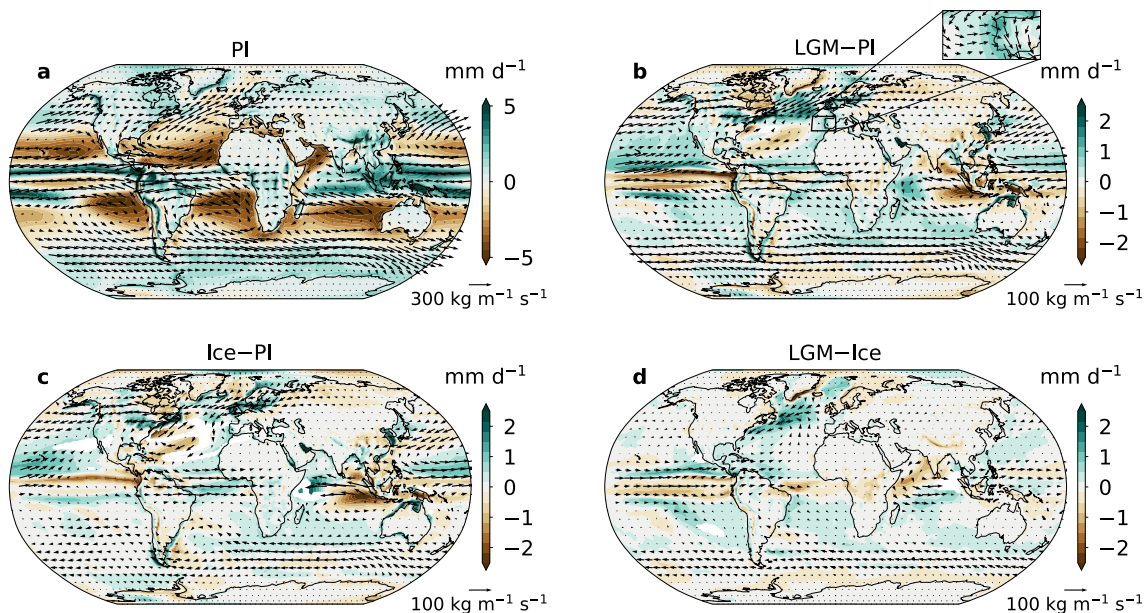 PI
a
mm d⁻¹
5
0
−5
300 kg m⁻¹ s⁻¹
LGM−PI
b
mm d⁻¹
2
1
0
−1
−2
100 kg m⁻¹ s⁻¹
Ice−PI
c
mm d⁻¹
2
1
0
−1
−2
100 kg m⁻¹ s⁻¹
LGM−Ice
d
mm d⁻¹
2
1
0
−1
−2
100 kg m⁻¹ s⁻¹